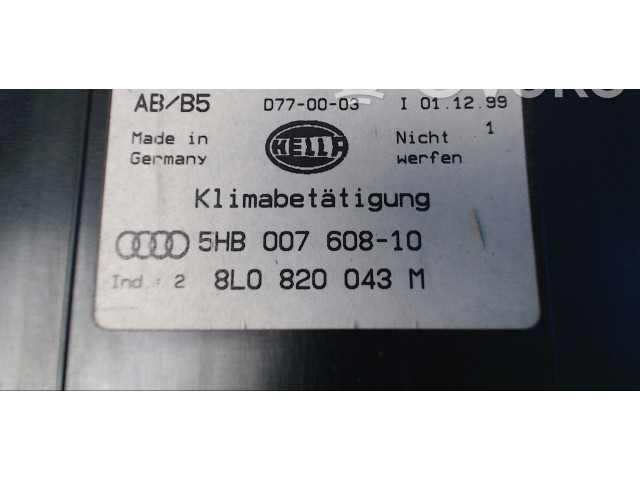 AB/B5 D77-00-03 I 01.12.99
Made in Germany HELLA Nicht werfen 1
Klimabetätigung
5HB 007 608-10
Ind.: 2 8L0 820 043 M